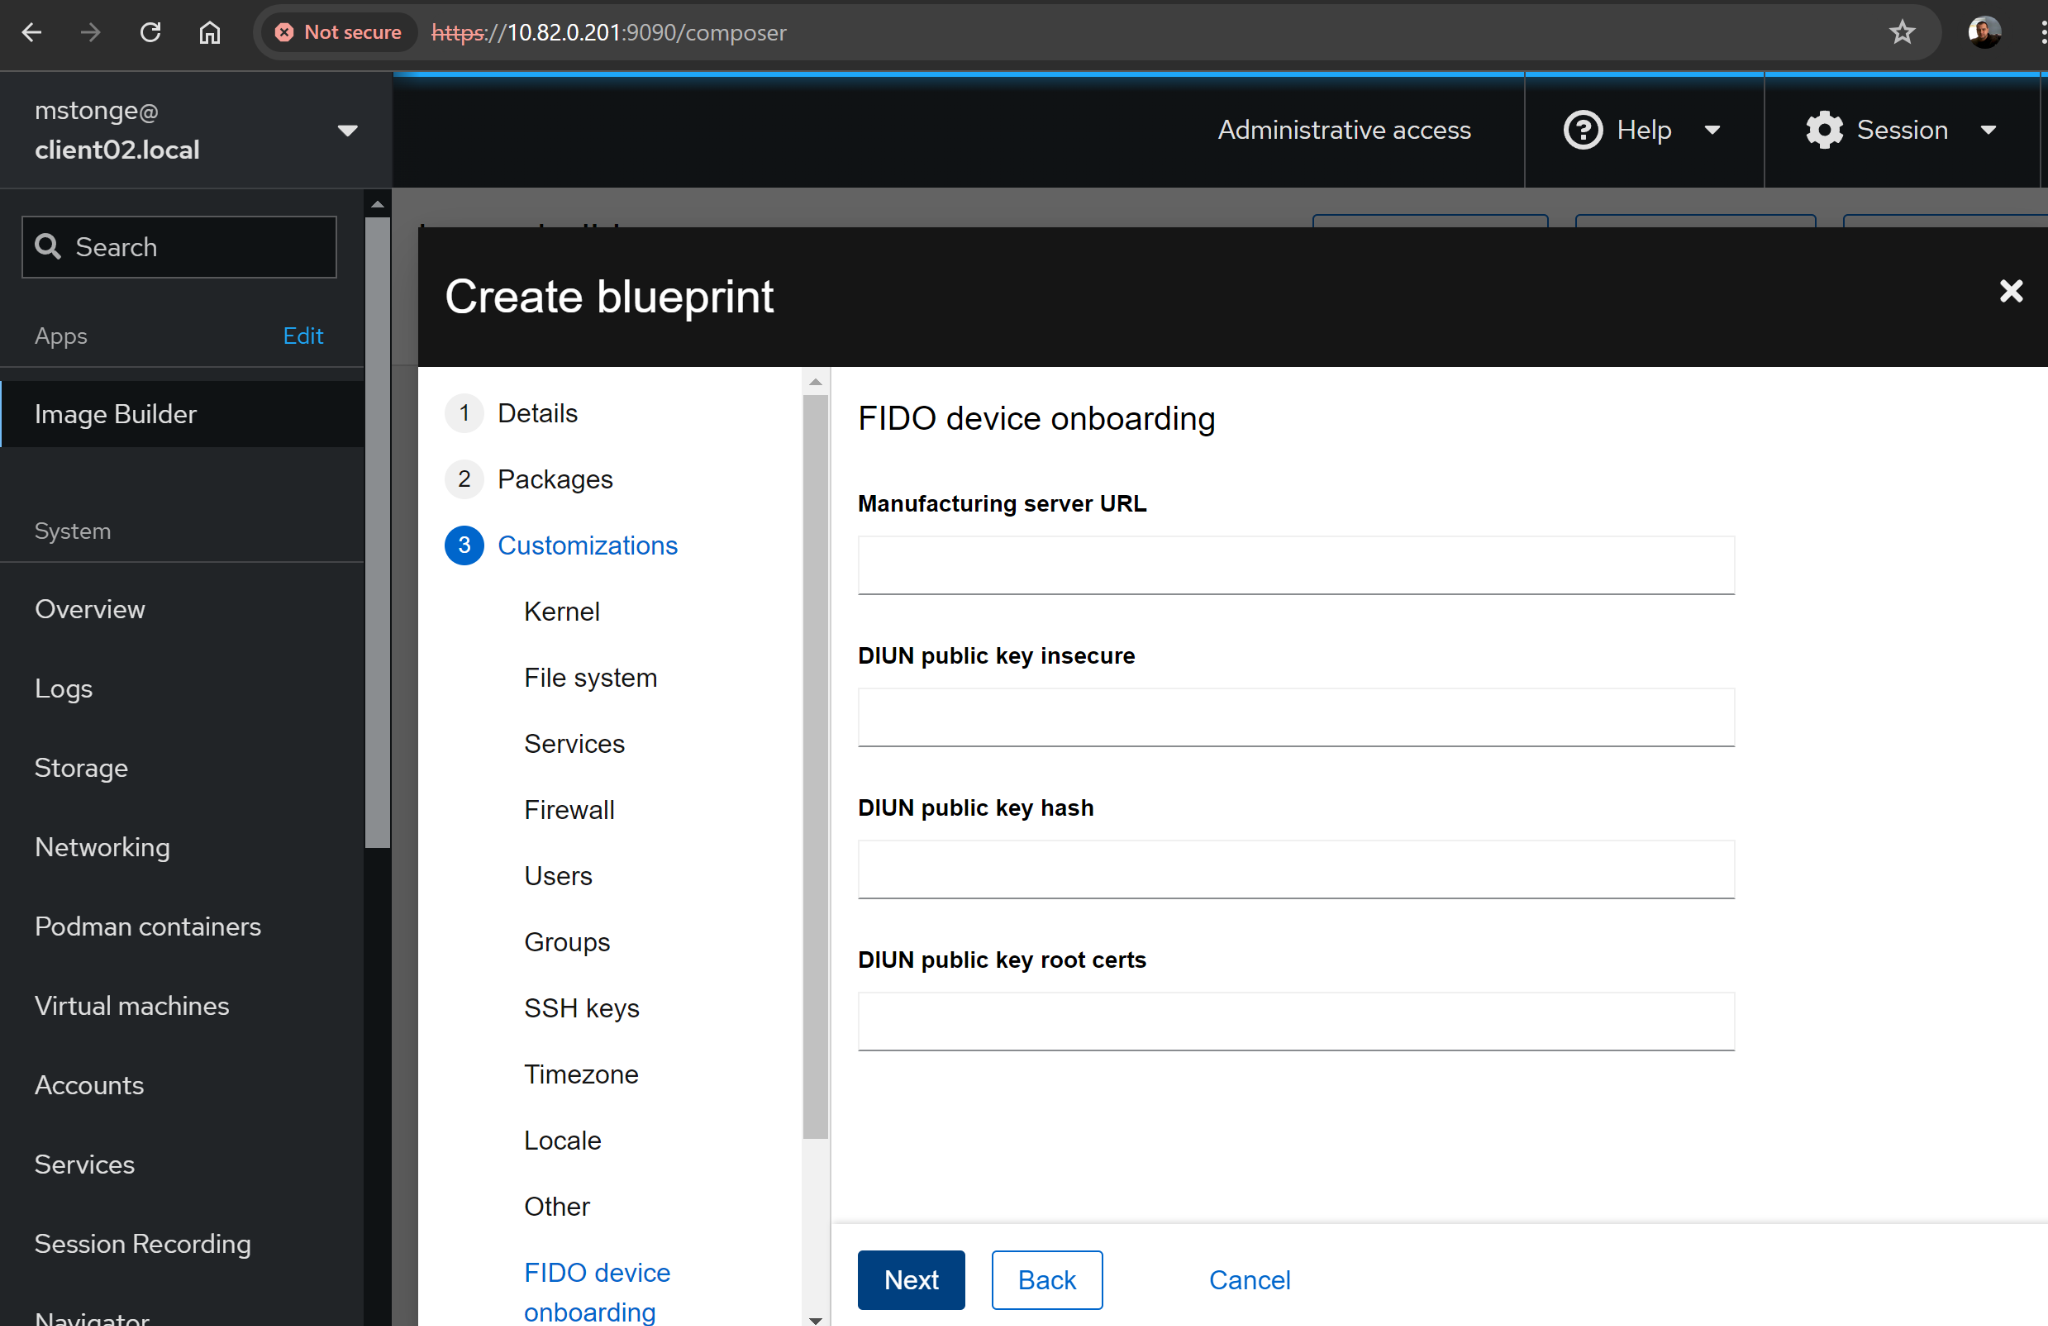 Not secure https://10.82.0.201:9090/composer
mstonge@
client02.local
Administrative access
Help
Session
Search
Apps
Edit
Image Builder
System
Overview
Logs
Storage
Networking
Podman containers
Virtual machines
Accounts
Services
Session Recording
Navigator
Create blueprint
1 Details
2 Packages
3 Customizations
Kernel
File system
Services
Firewall
Users
Groups
SSH keys
Timezone
Locale
Other
FIDO device
onboarding
FIDO device onboarding
Manufacturing server URL
DIUN public key insecure
DIUN public key hash
DIUN public key root certs
Next
Back
Cancel